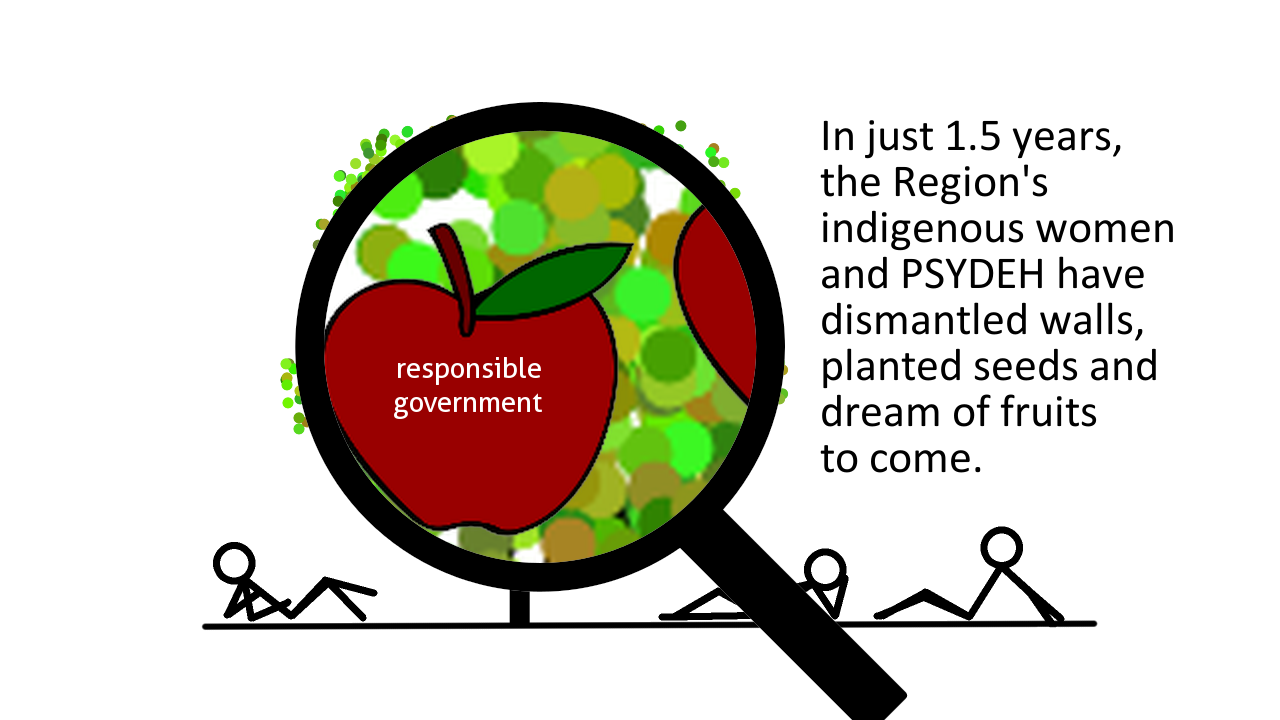 responsible
government
In just 1.5 years,
the Region's
indigenous women
and PSYDEH have
dismantled walls,
planted seeds and
dream of fruits
to come.